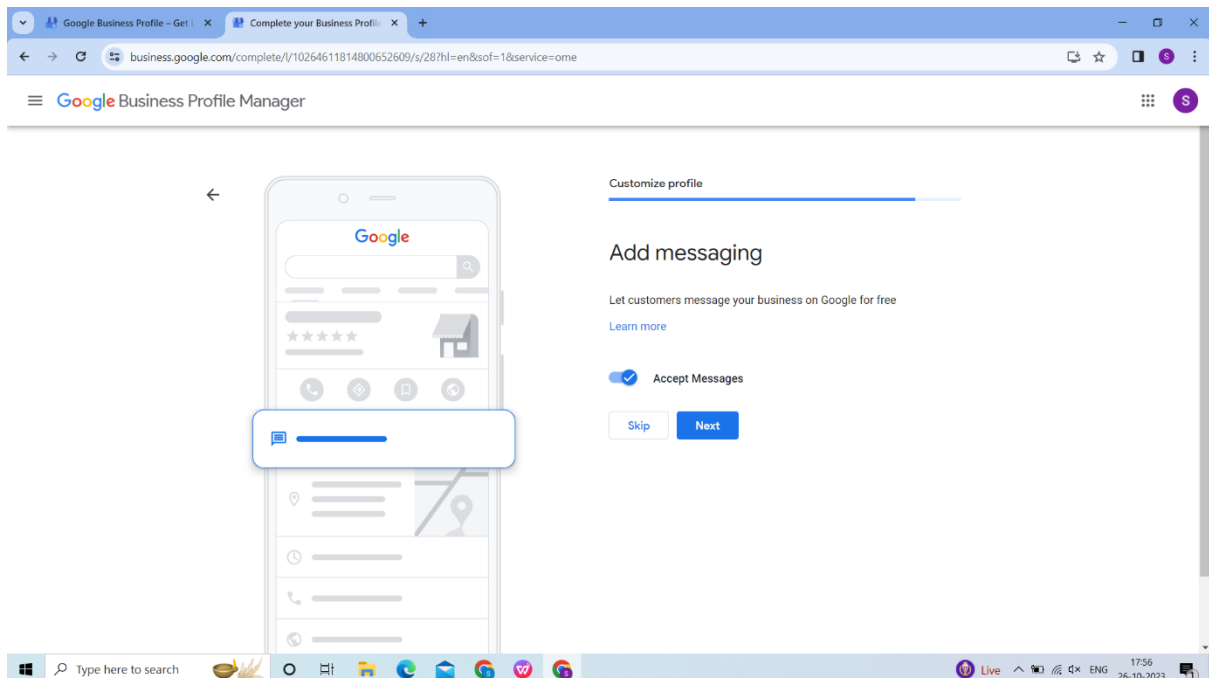 Google Business Profile – Get L
Complete your Business Profile
business.google.com/complete/l/10264611814800652609/s/28?hl=en&sof=1&service=ome
S
Google Business Profile Manager
S
Customize profile
Google
Add messaging
Let customers message your business on Google for free
Learn more
Accept Messages
Skip
Next
Type here to search
Live
ENG
17:56
26-10-2023